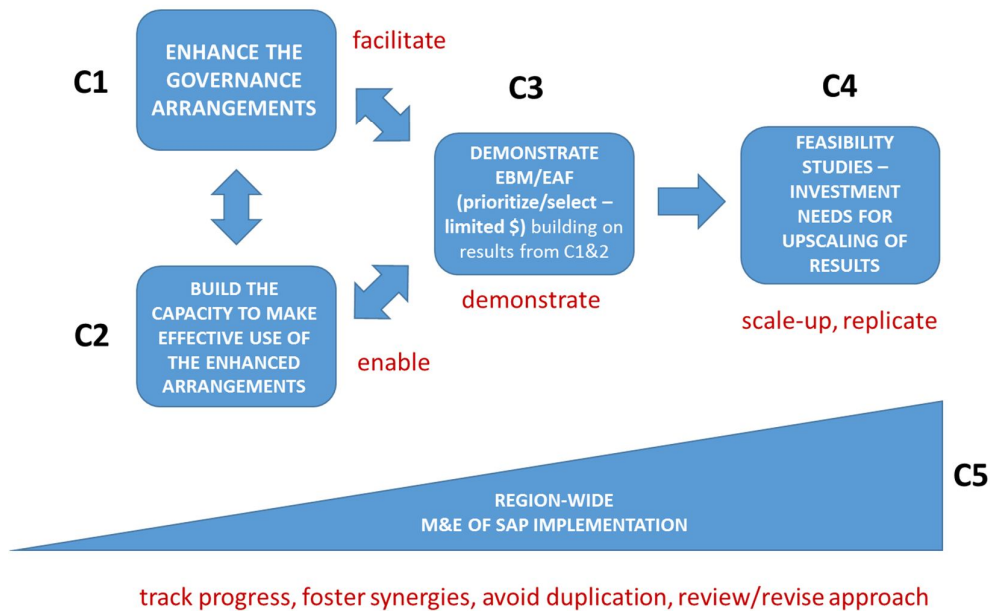 C1
ENHANCE THE
GOVERNANCE
ARRANGEMENTS
facilitate
C2
BUILD THE
CAPACITY TO MAKE
EFFECTIVE USE OF
THE ENHANCED
ARRANGEMENTS
enable
C3
DEMONSTRATE
EBM/EAF
(prioritize/select –
limited $) building on
results from C1&2
demonstrate
C4
FEASIBILITY
STUDIES –
INVESTMENT
NEEDS FOR
UPSCALING OF
RESULTS
scale-up, replicate
C5
REGION-WIDE
M&E OF SAP IMPLEMENTATION
track progress, foster synergies, avoid duplication, review/revise approach